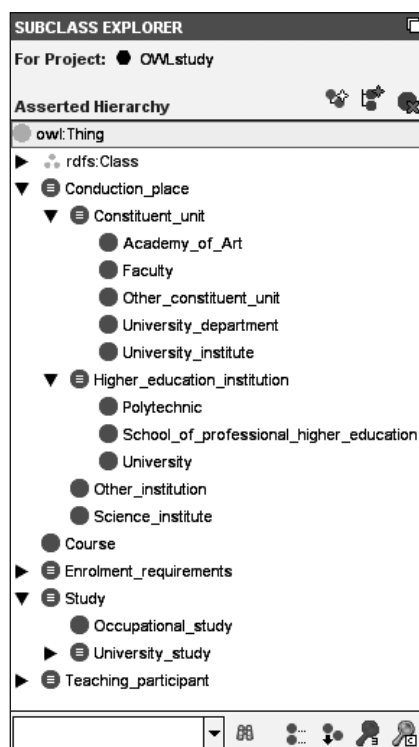 SUBCLASS EXPLORER
For Project: OWLstudy
Asserted Hierarchy
owl:Thing
rdfs:Class
Conduction_place
Constituent_unit
Academy_of_Art
Faculty
Other_constituent_unit
University_department
University_institute
Higher_education_institution
Polytechnic
School_of_professional_higher_education
University
Other_institution
Science_institute
Course
Enrolment_requirements
Study
Occupational_study
University_study
Teaching_participant